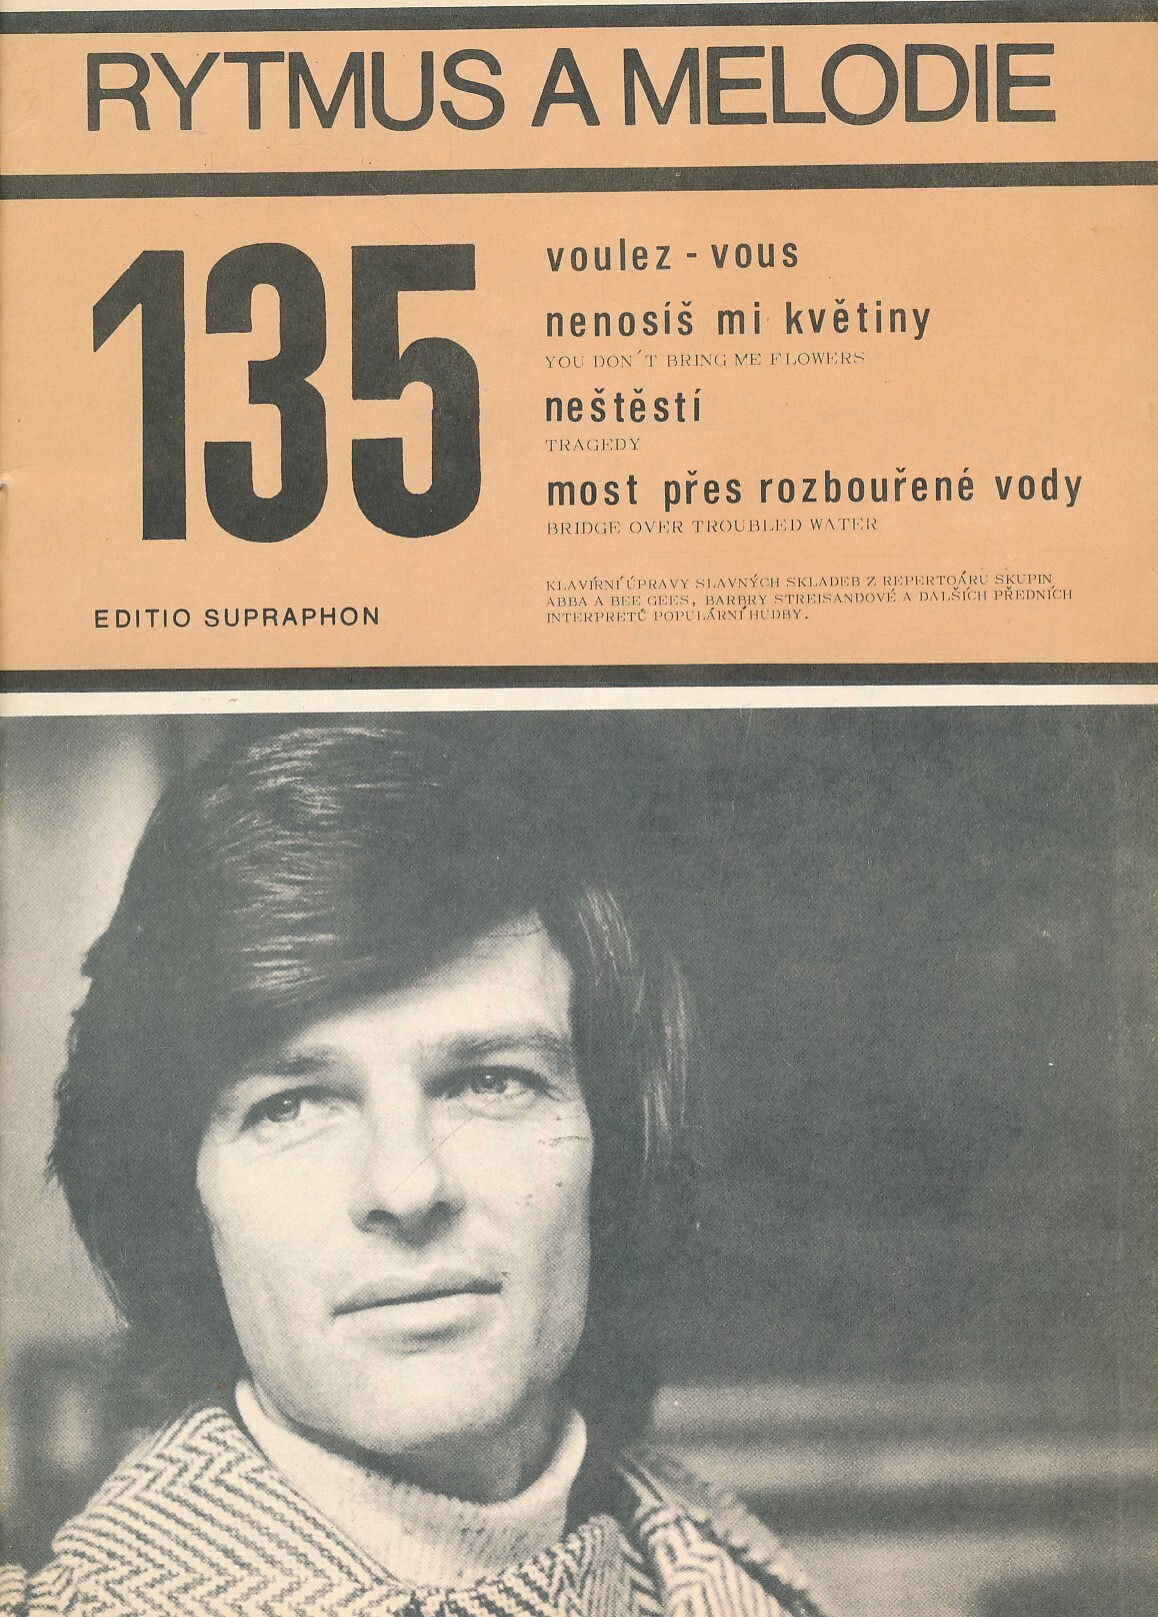 RYTMUS A MELODIE
135
voulez - vous
nenosíš mi květiny
YOU DON´T BRING ME FLOWERS
neštěstí
TRAGEDY
most přes rozbouřené vody
BRIDGE OVER TROUBLED WATER
KLAVÍRNÍ ÚPRAVY SLAVNÝCH SKLADEB Z REPERTOÁRU SKUPIN
ABBA A BEE GEES, BARBRY STREISANDOVÉ A DALŠÍCH PŘEDNÍCH
INTERPRETŮ POPULÁRNÍ HUDBY.
EDITIO SUPRAPHON